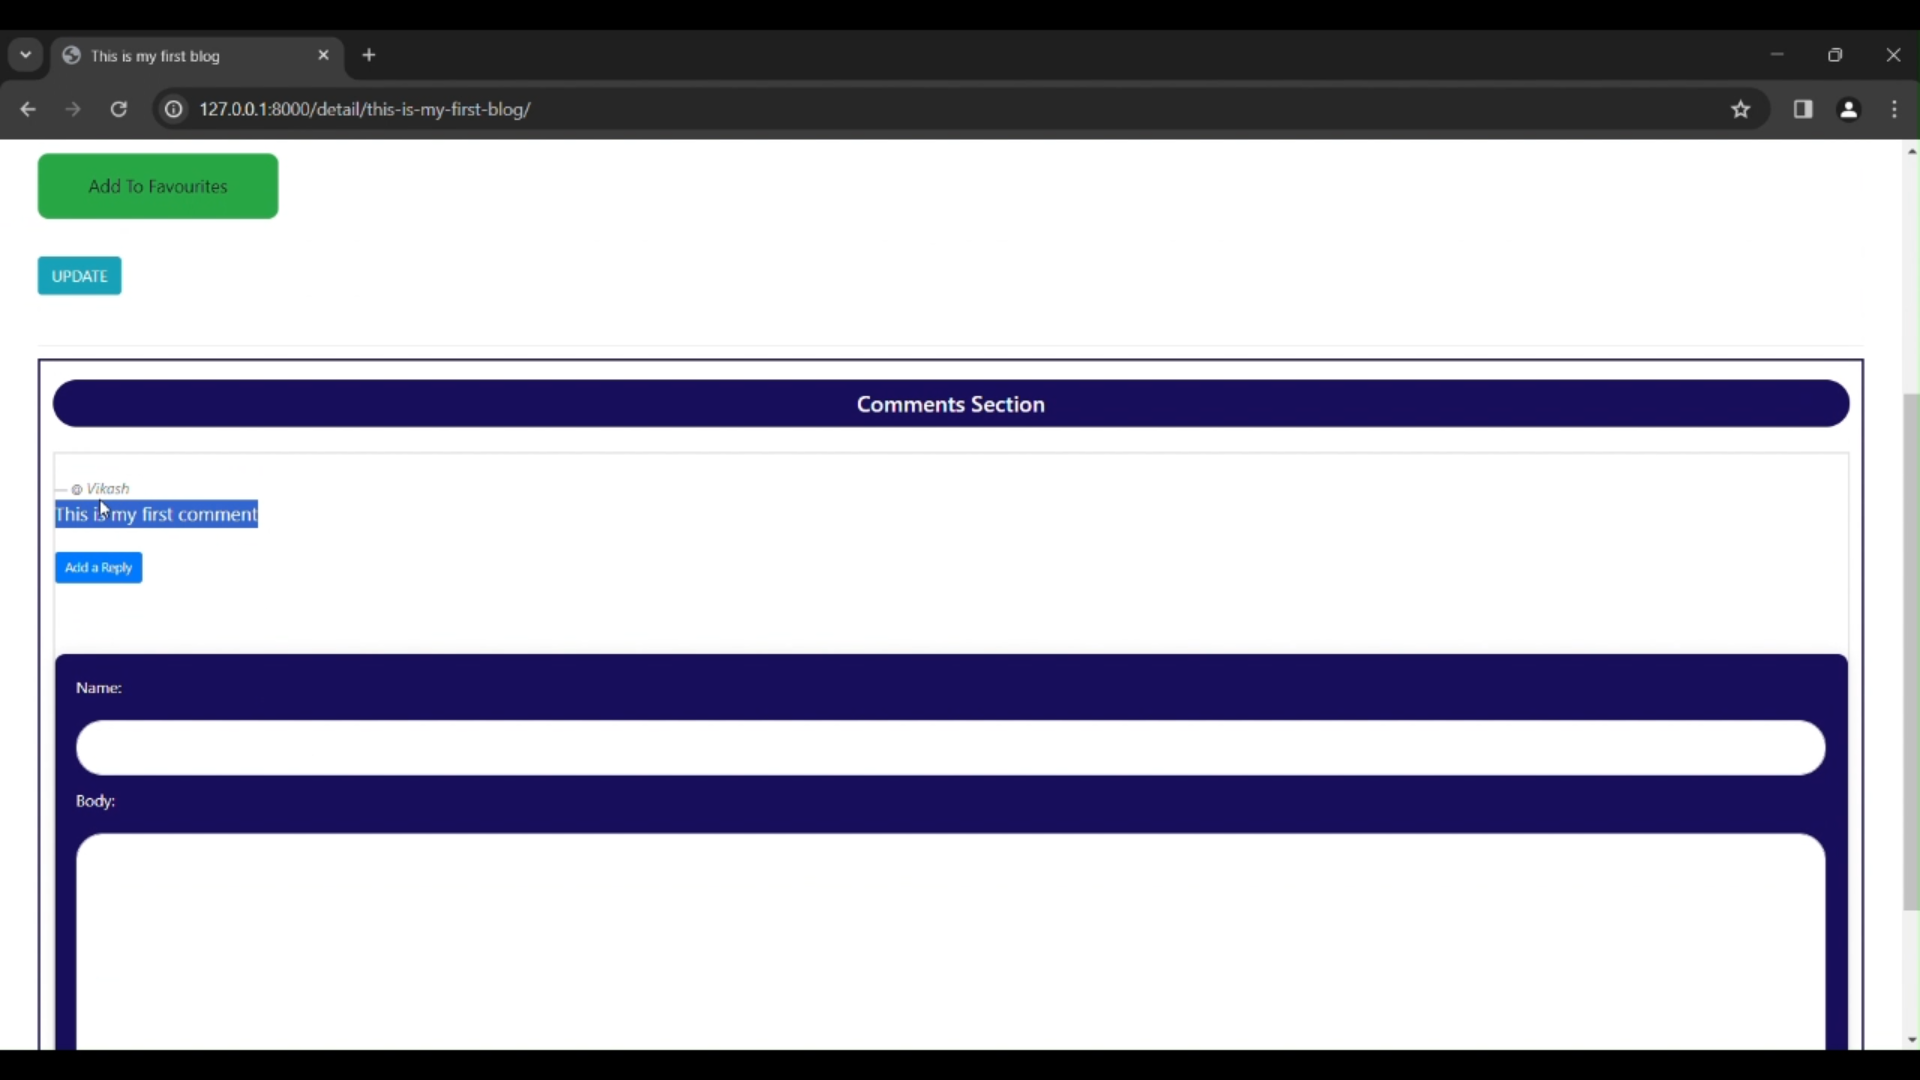 This is my first blog
127.0.0.1:8000/detail/this-is-my-first-blog/
Add To Favourites
UPDATE
Comments Section
— @ Vikash
This is my first comment
Add a Reply
Name:
Body: